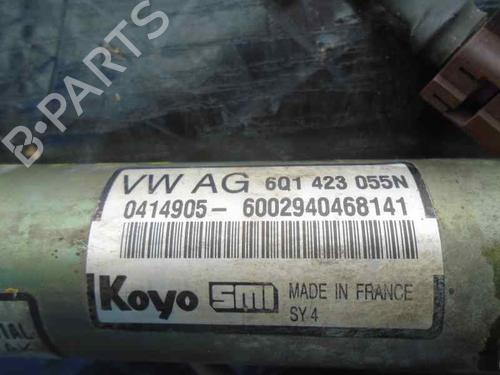 B-PARTS
VW AG 6Q1 423 055N
0414905- 6002940468141
Koyo SMI MADE IN FRANCE
SY 4